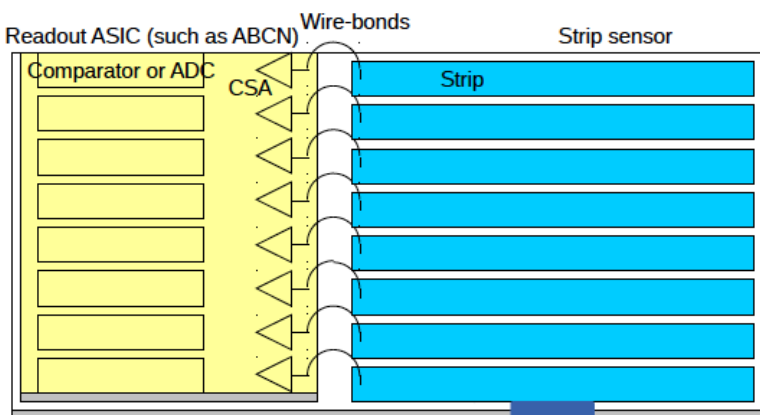 Wire-bonds
Readout ASIC (such as ABCN)
Strip sensor
Comparator or ADC
CSA
Strip